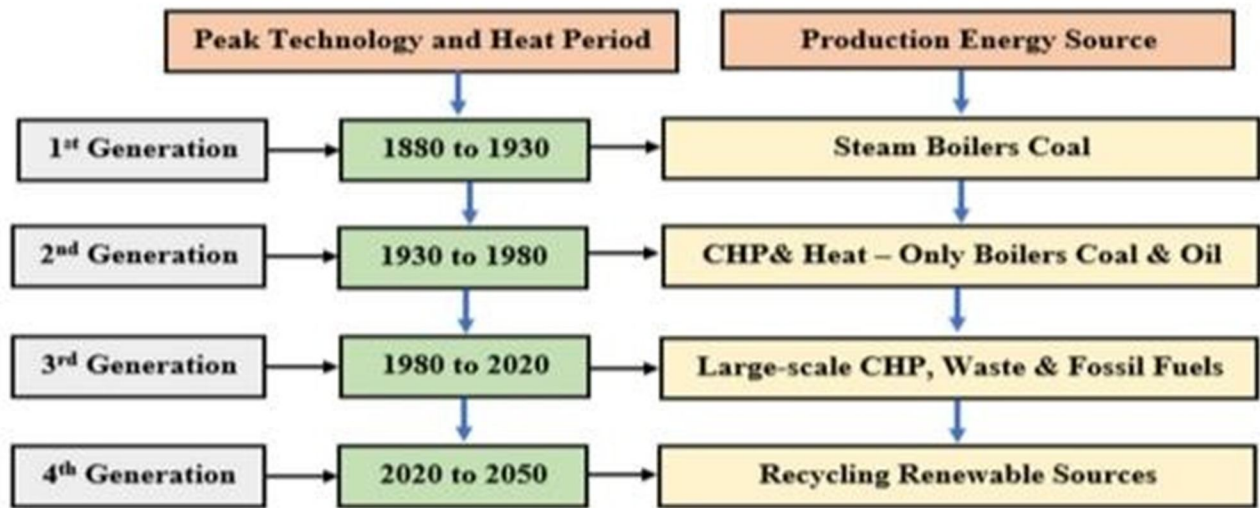 Peak Technology and Heat Period
Production Energy Source
1st Generation
1880 to 1930
Steam Boilers Coal
2nd Generation
1930 to 1980
CHP& Heat – Only Boilers Coal & Oil
3rd Generation
1980 to 2020
Large-scale CHP, Waste & Fossil Fuels
4th Generation
2020 to 2050
Recycling Renewable Sources